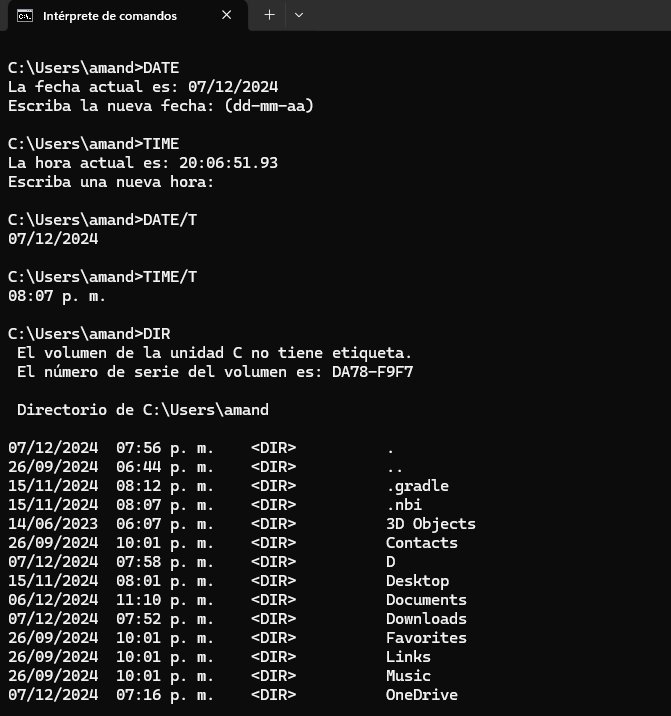 Intérprete de comandos
C:\Users\amand>DATE
La fecha actual es: 07/12/2024
Escriba la nueva fecha: (dd-mm-aa)
C:\Users\amand>TIME
La hora actual es: 20:06:51.93
Escriba una nueva hora:
C:\Users\amand>DATE/T
07/12/2024
C:\Users\amand>TIME/T
08:07 p. m.
C:\Users\amand>DIR
El volumen de la unidad C no tiene etiqueta.
El número de serie del volumen es: DA78-F9F7
Directorio de C:\Users\amand
07/12/2024  07:56 p. m.    <DIR>          .
26/09/2024  06:44 p. m.    <DIR>          ..
15/11/2024  08:12 p. m.    <DIR>          .gradle
15/11/2024  08:07 p. m.    <DIR>          .nbi
14/06/2023  06:07 p. m.    <DIR>          3D Objects
26/09/2024  10:01 p. m.    <DIR>          Contacts
07/12/2024  07:58 p. m.    <DIR>          D
15/11/2024  08:01 p. m.    <DIR>          Desktop
06/12/2024  11:10 p. m.    <DIR>          Documents
07/12/2024  07:52 p. m.    <DIR>          Downloads
26/09/2024  10:01 p. m.    <DIR>          Favorites
26/09/2024  10:01 p. m.    <DIR>          Links
26/09/2024  10:01 p. m.    <DIR>          Music
07/12/2024  07:16 p. m.    <DIR>          OneDrive